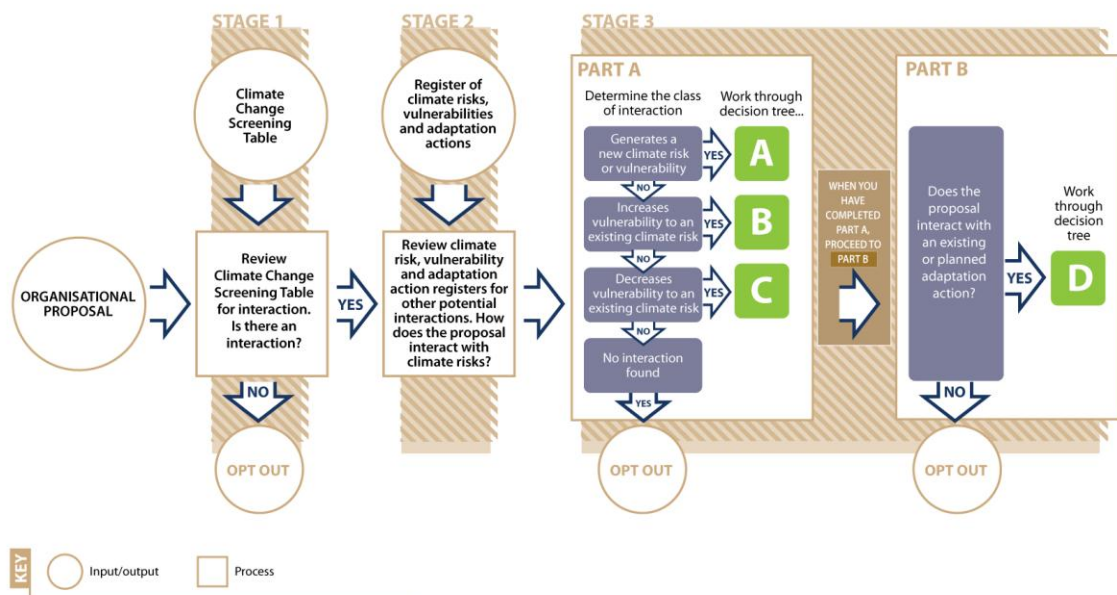 STAGE 1
STAGE 2
STAGE 3
Climate
Change
Screening
Table
Register of
climate risks,
vulnerabilities
and adaptation
actions
ORGANISATIONAL
PROPOSAL
Review
Climate Change
Screening Table
for interaction.
Is there an
interaction?
YES
NO
OPT OUT
Review climate
risk, vulnerability
and adaptation
action registers for
other potential
interactions. How
does the proposal
interact with
climate risks?
PART A
Determine the class
of interaction
Work through
decision tree...
Generates a
new climate risk
or vulnerability
YES
A
NO
Increases
vulnerability to an
existing climate risk
YES
B
NO
Decreases
vulnerability to an
existing climate risk
YES
C
NO
No interaction
found
YES
OPT OUT
WHEN YOU
HAVE
COMPLETED
PART A,
PROCEED TO
PART B
PART B
Does the
proposal
interact with
an existing
or planned
adaptation
action?
YES
Work
through
decision
tree
D
NO
OPT OUT
KEY
Input/output
Process